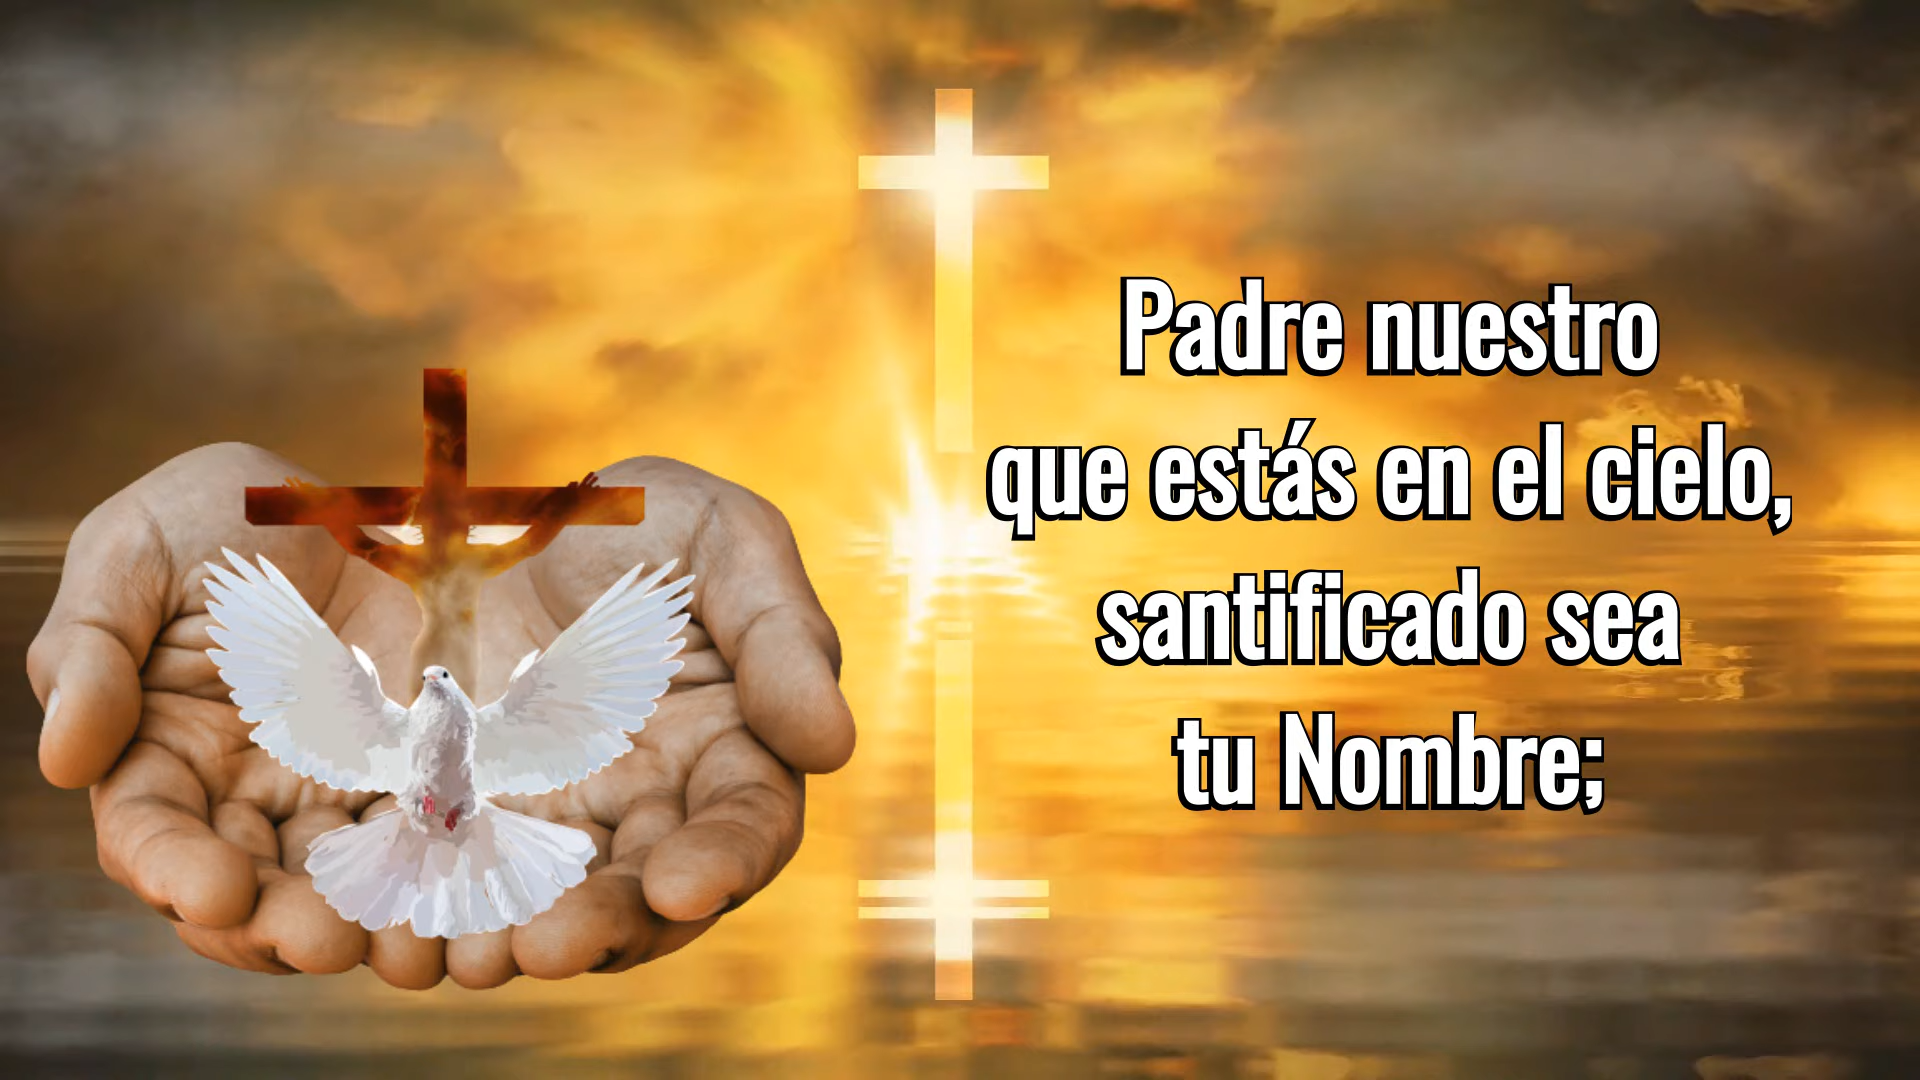 Padre nuestro
que estás en el cielo,
santificado sea
tu Nombre;